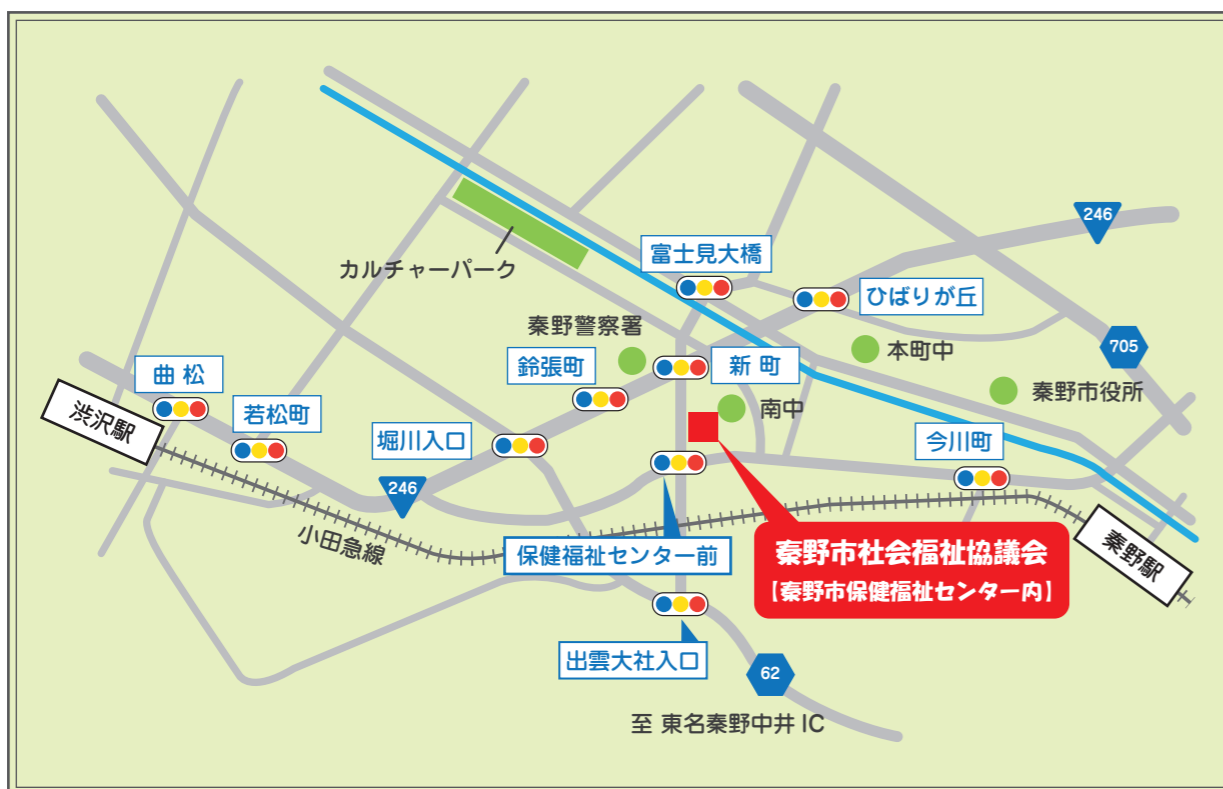 246
富士見大橋
カルチャーパーク
ひばりが丘
秦野警察署
705
本町中
新町
鈴張町
曲松
秦野市役所
若松町
南中
渋沢駅
堀川入口
今川町
246
小田急線
保健福祉センター前
秦野市社会福祉協議会
【秦野市保健福祉センター内】
秦野駅
出雲大社入口
62
至 東名秦野中井 IC